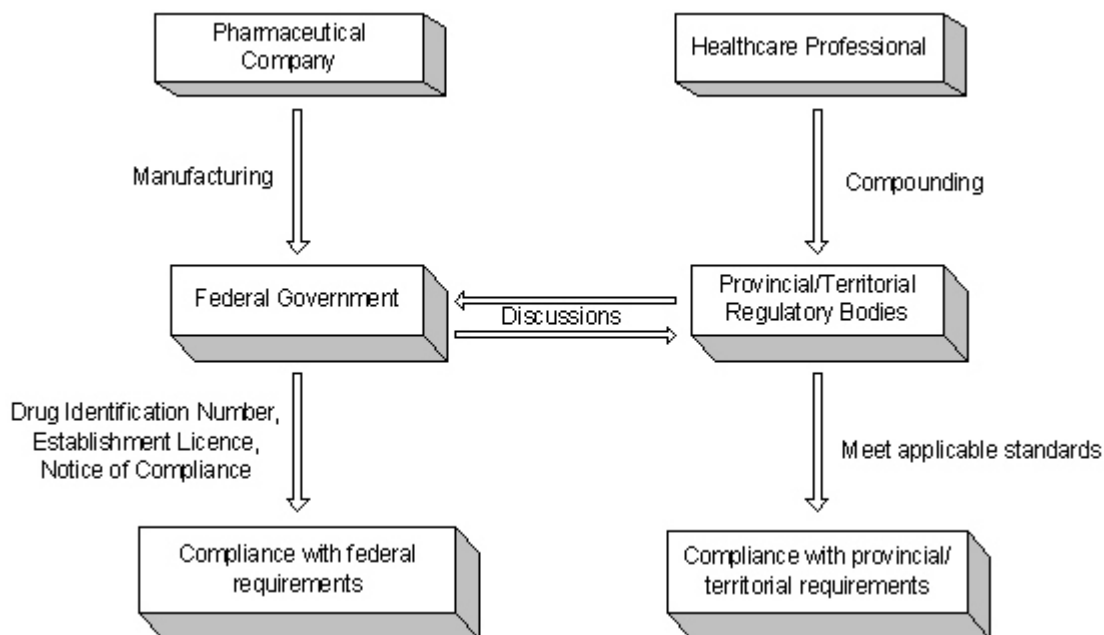 Pharmaceutical
Company
Healthcare Professional
Manufacturing
Compounding
Federal Government
Discussions
Provincial/Territorial
Regulatory Bodies
Drug Identification Number,
Establishment Licence,
Notice of Compliance
Meet applicable standards
Compliance with federal
requirements
Compliance with provincial/
territorial requirements